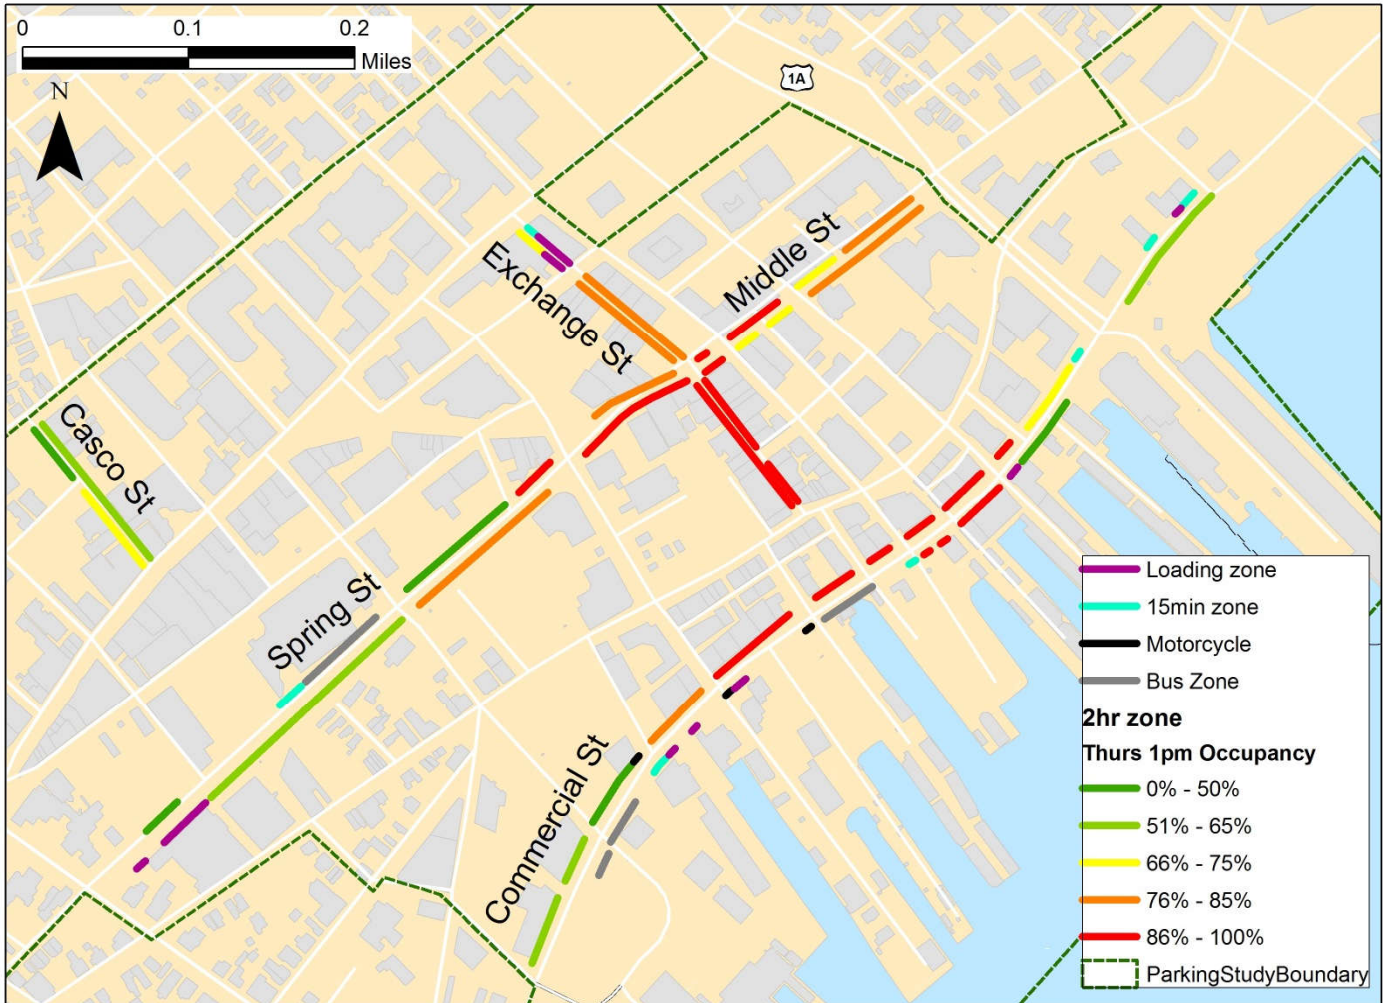 0 0.1 0.2
Miles
N
1A
Middle St
Exchange St
Casco St
Spring St
Commercial St
Loading zone
15min zone
Motorcycle
Bus Zone
2hr zone
Thurs 1pm Occupancy
0% - 50%
51% - 65%
66% - 75%
76% - 85%
86% - 100%
ParkingStudyBoundary